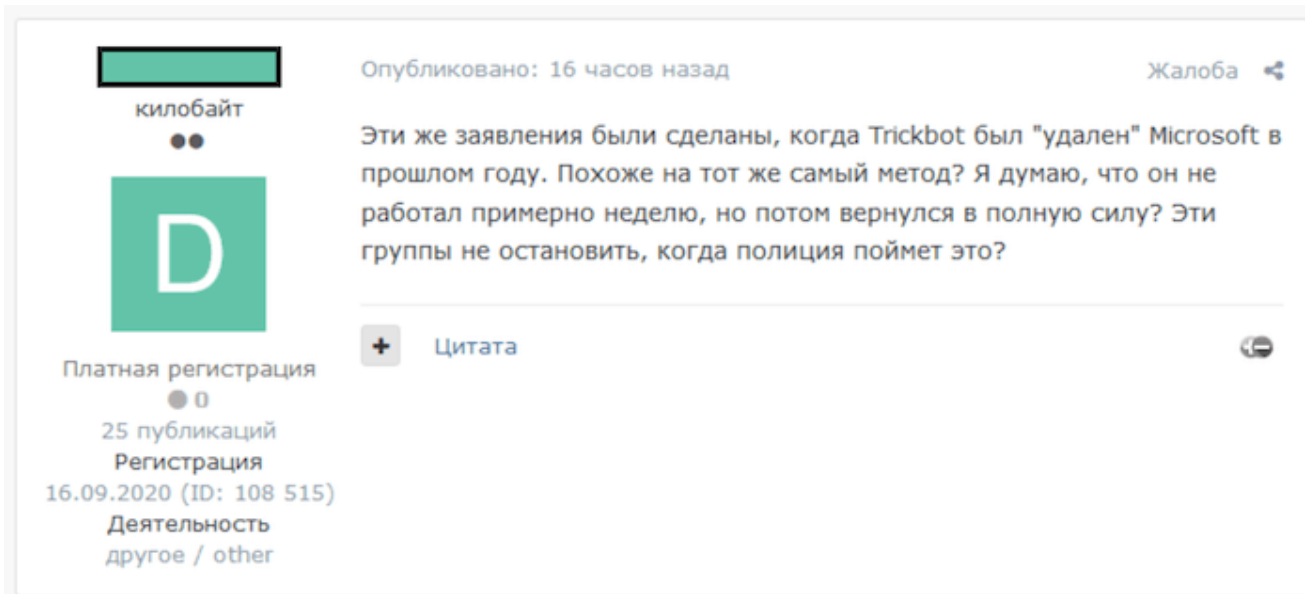 килобайт
D
Платная регистрация
0
25 публикаций
Регистрация
16.09.2020 (ID: 108 515)
Деятельность
другое / other
Опубликовано: 16 часов назад
Жалоба
Эти же заявления были сделаны, когда Trickbot был "удален" Microsoft в
прошлом году. Похоже на тот же самый метод? Я думаю, что он не
работал примерно неделю, но потом вернулся в полную силу? Эти
группы не остановить, когда полиция поймет это?
+ Цитата